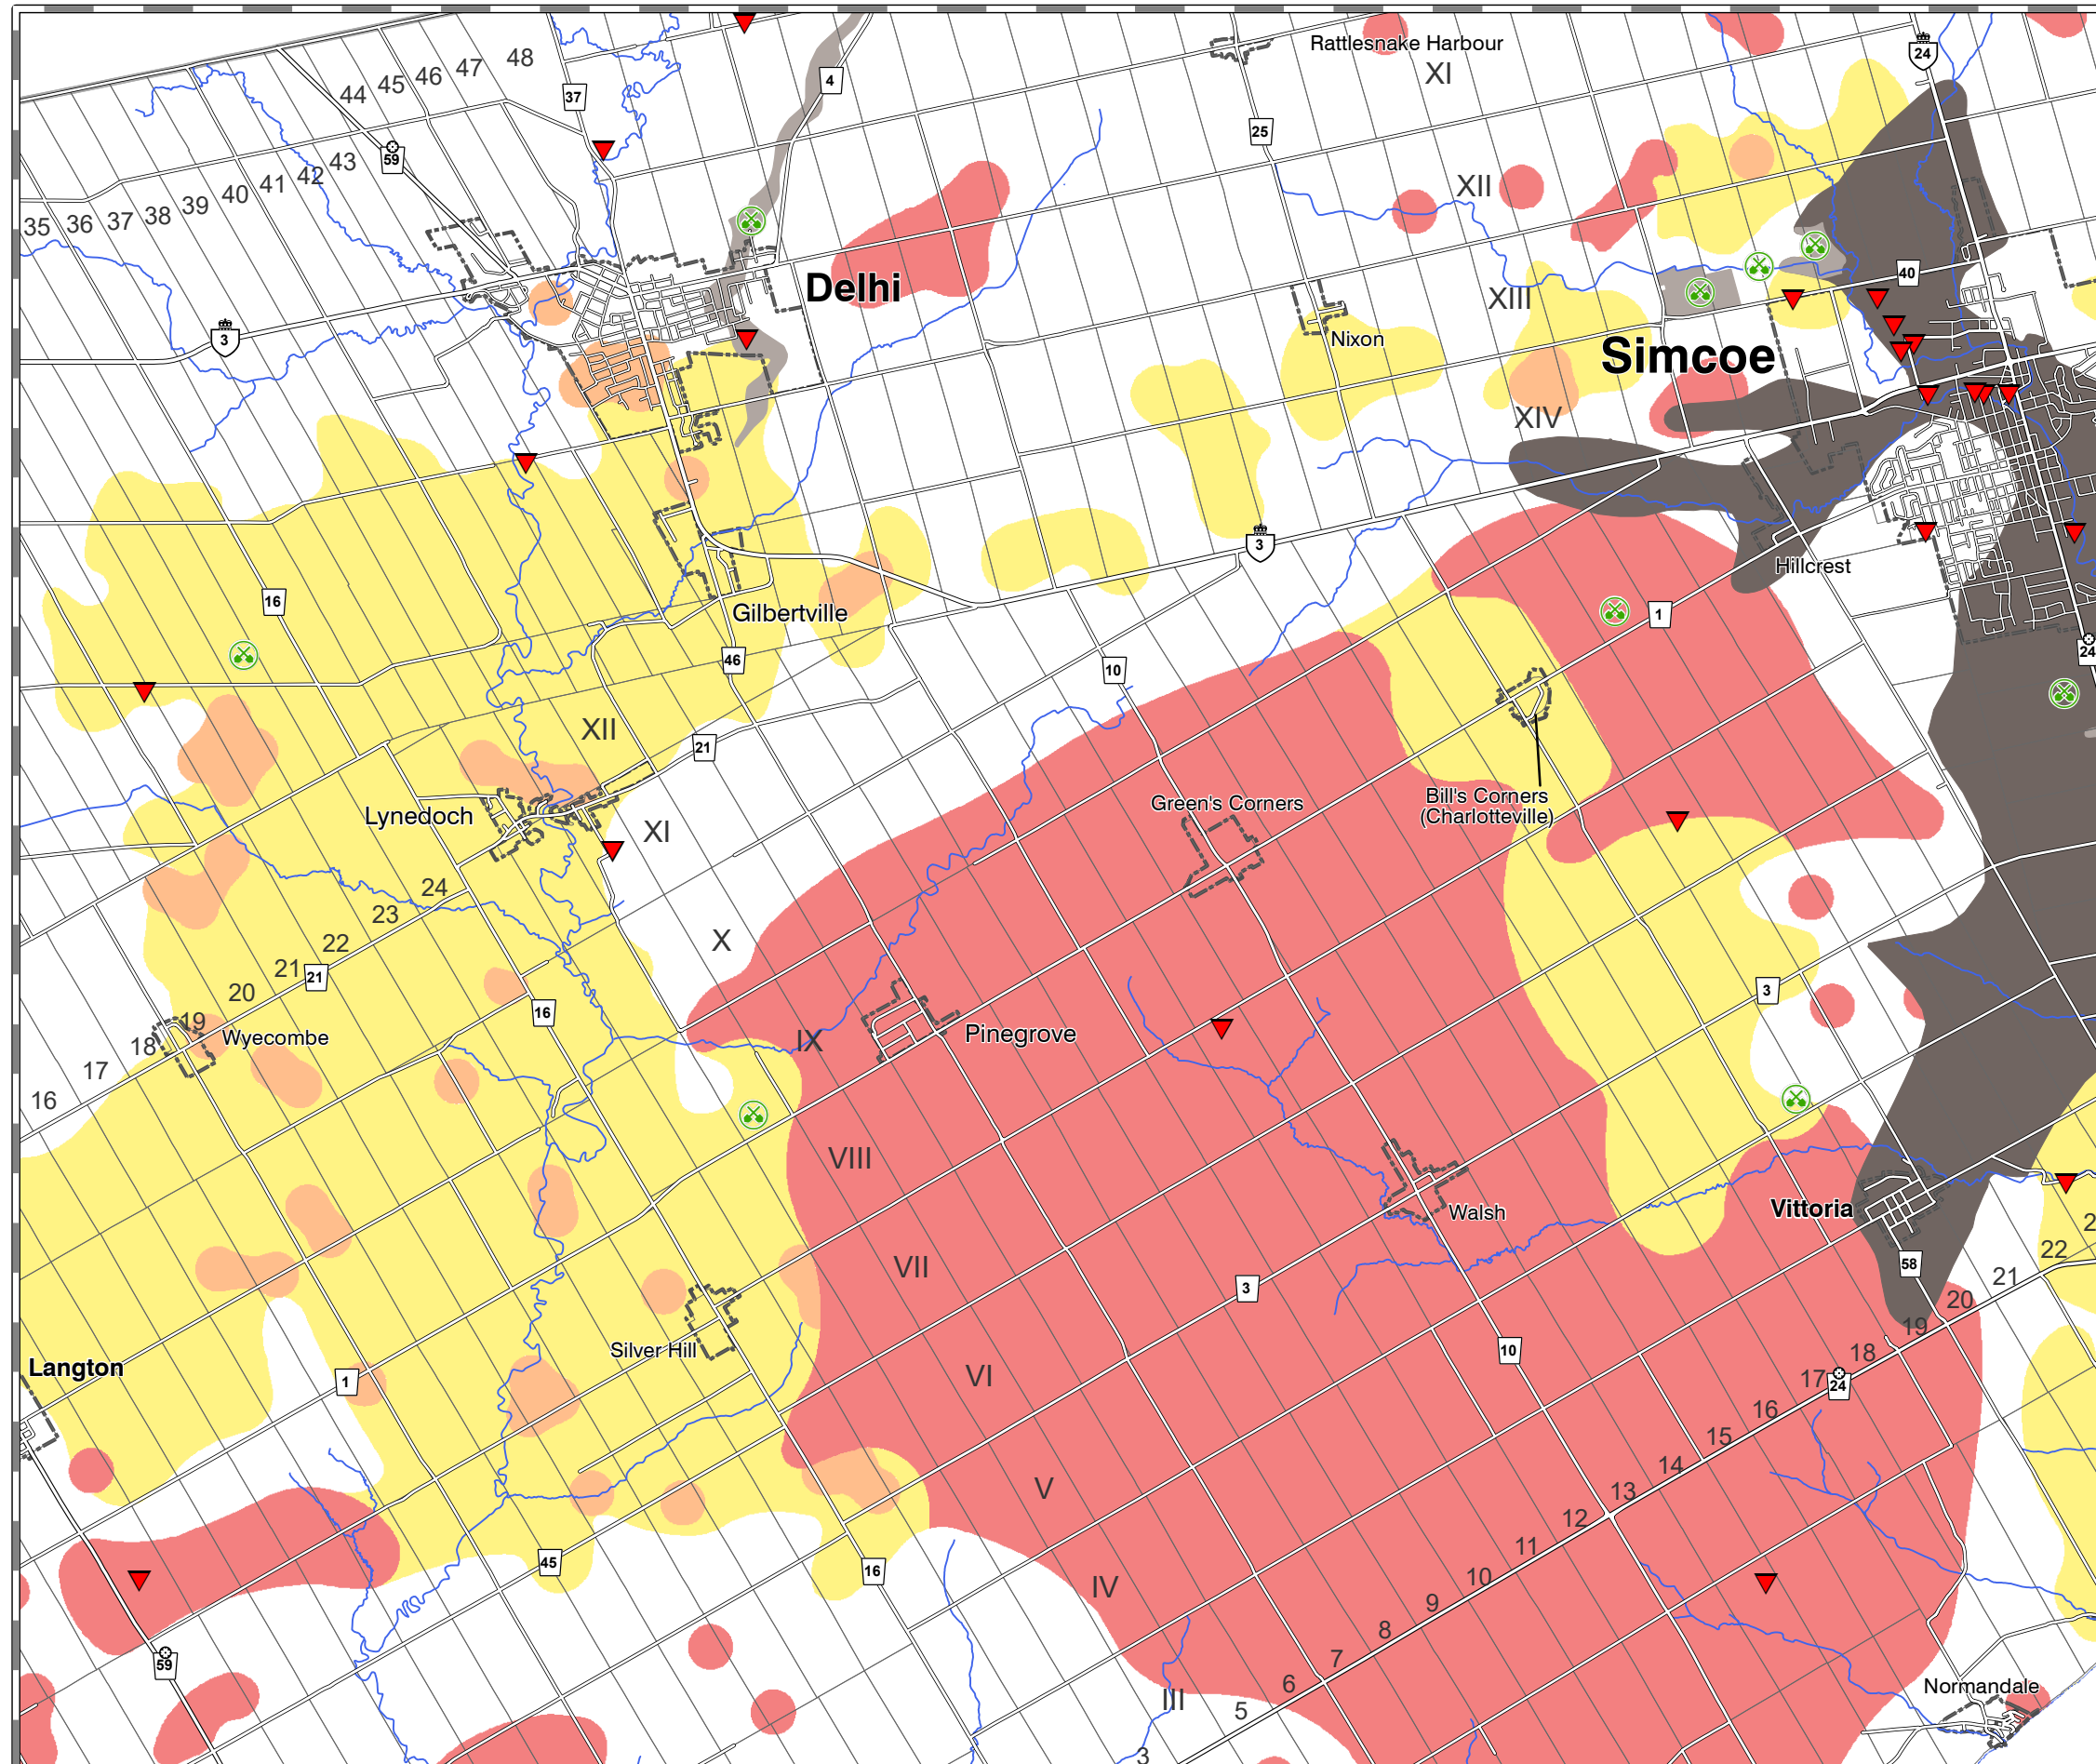 Rattlesnake Harbour
XI
24
48
47
46
45
44
37
4
25
59
43
42
41
40
39
38
37
36
35
XII
40
Delhi
XIII
3
Nixon
Simcoe
XIV
3
Hillcrest
16
Gilbertville
1
46
10
24
XII
21
Lynedoch
XI
Green's Corners
Bill's Corners
(Charlotteville)
24
23
22
21
21
20
19
18
17
16
X
3
16
Wyecombe
IX
Pinegrove
VIII
Walsh
Vittoria
22
2
58
21
20
19
18
17
24
16
15
14
13
12
11
10
9
8
7
6
5
3
VII
3
Silver Hill
10
Langton
1
VI
V
45
16
IV
59
III
Normandale